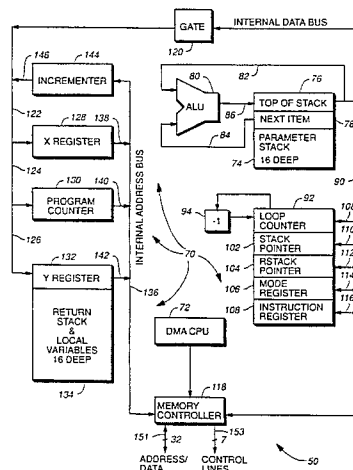 GATE
INTERNAL DATA BUS
120
146
144
INCREMENTER
122
128
138
X REGISTER
124
130
140
PROGRAM
COUNTER
126
132
142
Y REGISTER
RETURN
STACK
&
LOCAL
VARIABLES
16 DEEP
134
INTERNAL ADDRESS BUS
136
70
80
82
76
ALU
86
TOP OF STACK
78
84
NEXT ITEM
PARAMETER
STACK
74
16 DEEP
90
92
94
-1
LOOP
COUNTER
108
102
STACK
POINTER
110
104
RSTACK
POINTER
112
106
MODE
REGISTER
114
108
INSTRUCTION
REGISTER
116
72
DMA CPU
118
MEMORY
CONTROLLER
151
32
153
7
50
ADDRESS/
DATA
CONTROL
LINES